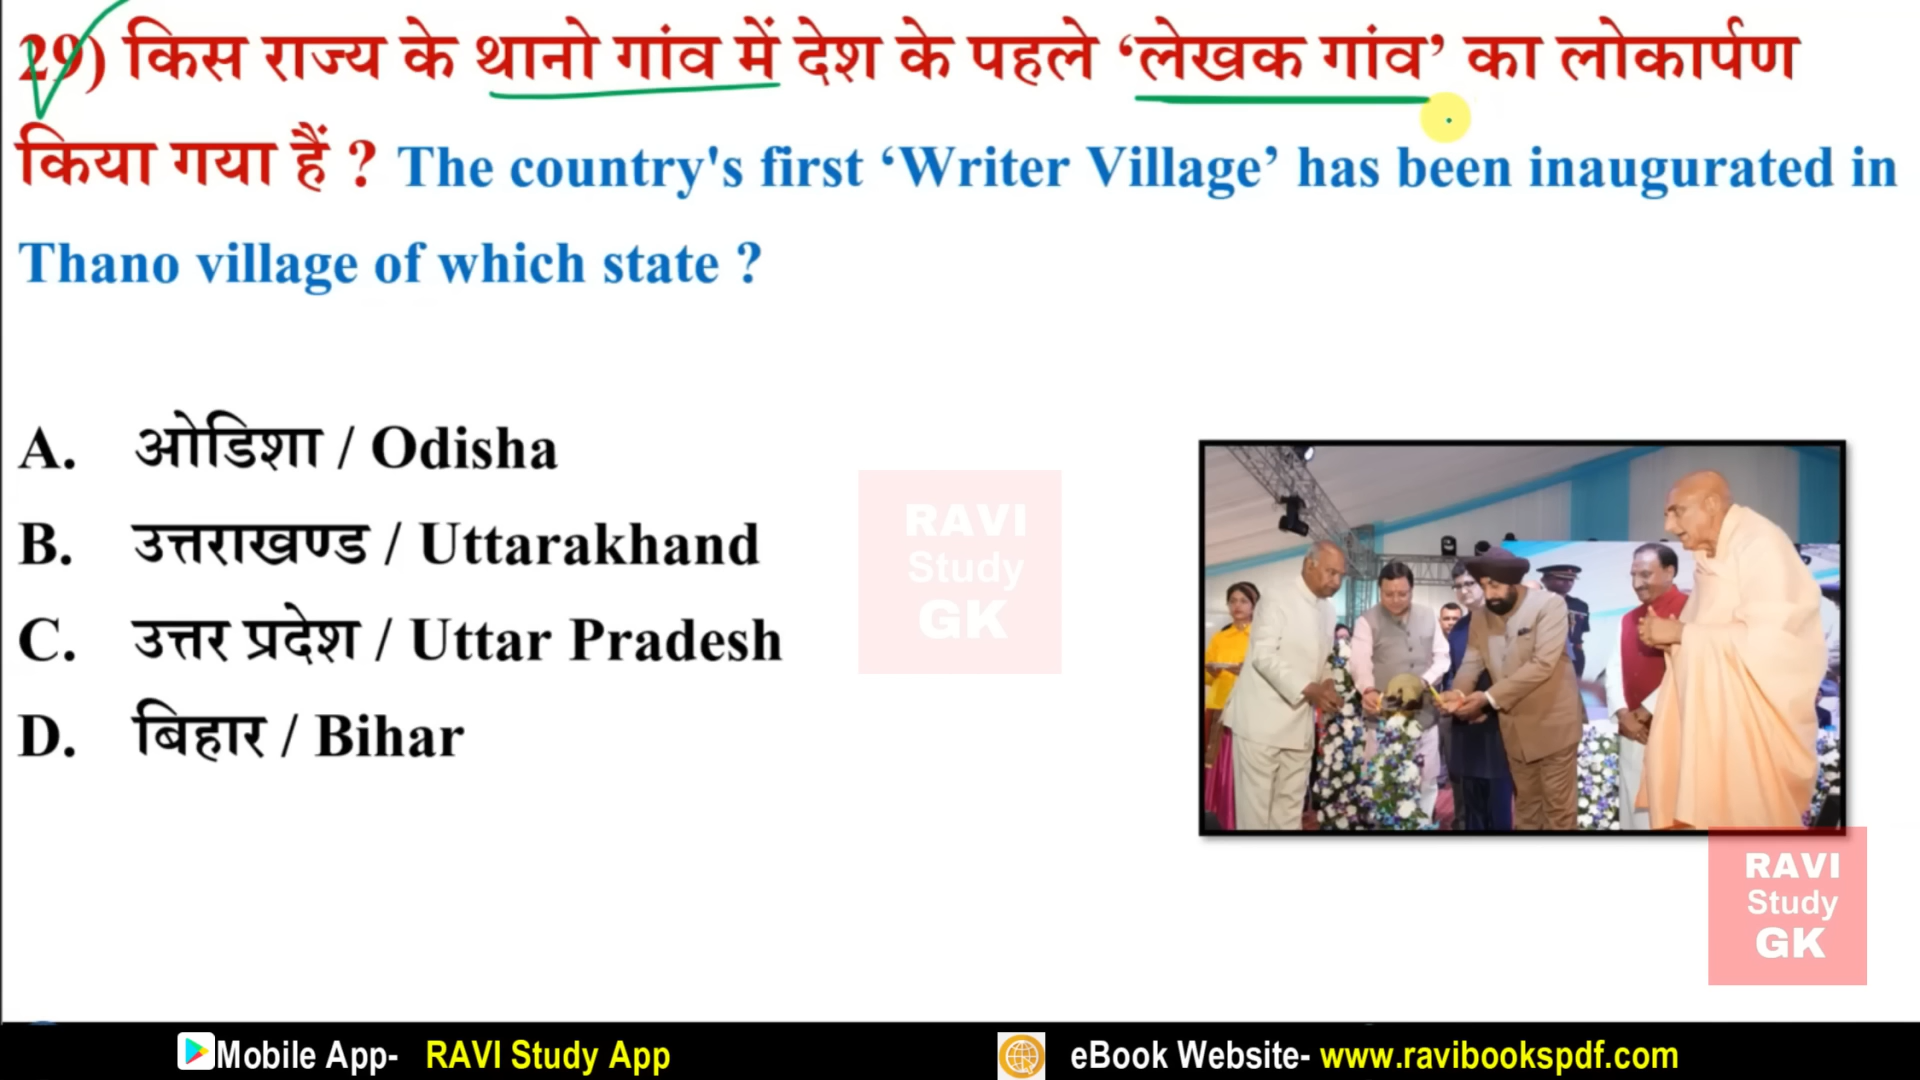 29) किस राज्य के थानो गांव में देश के पहले ‘लेखक गांव’ का लोकार्पण
किया गया हैं ? The country's first ‘Writer Village’ has been inaugurated in
Thano village of which state ?
A. ओडिशा / Odisha
B. उत्तराखण्ड / Uttarakhand
C. उत्तर प्रदेश / Uttar Pradesh
D. बिहार / Bihar
RAVI
Study
GK
RAVI
Study
GK
Mobile App- RAVI Study App
eBook Website- www.ravibookspdf.com